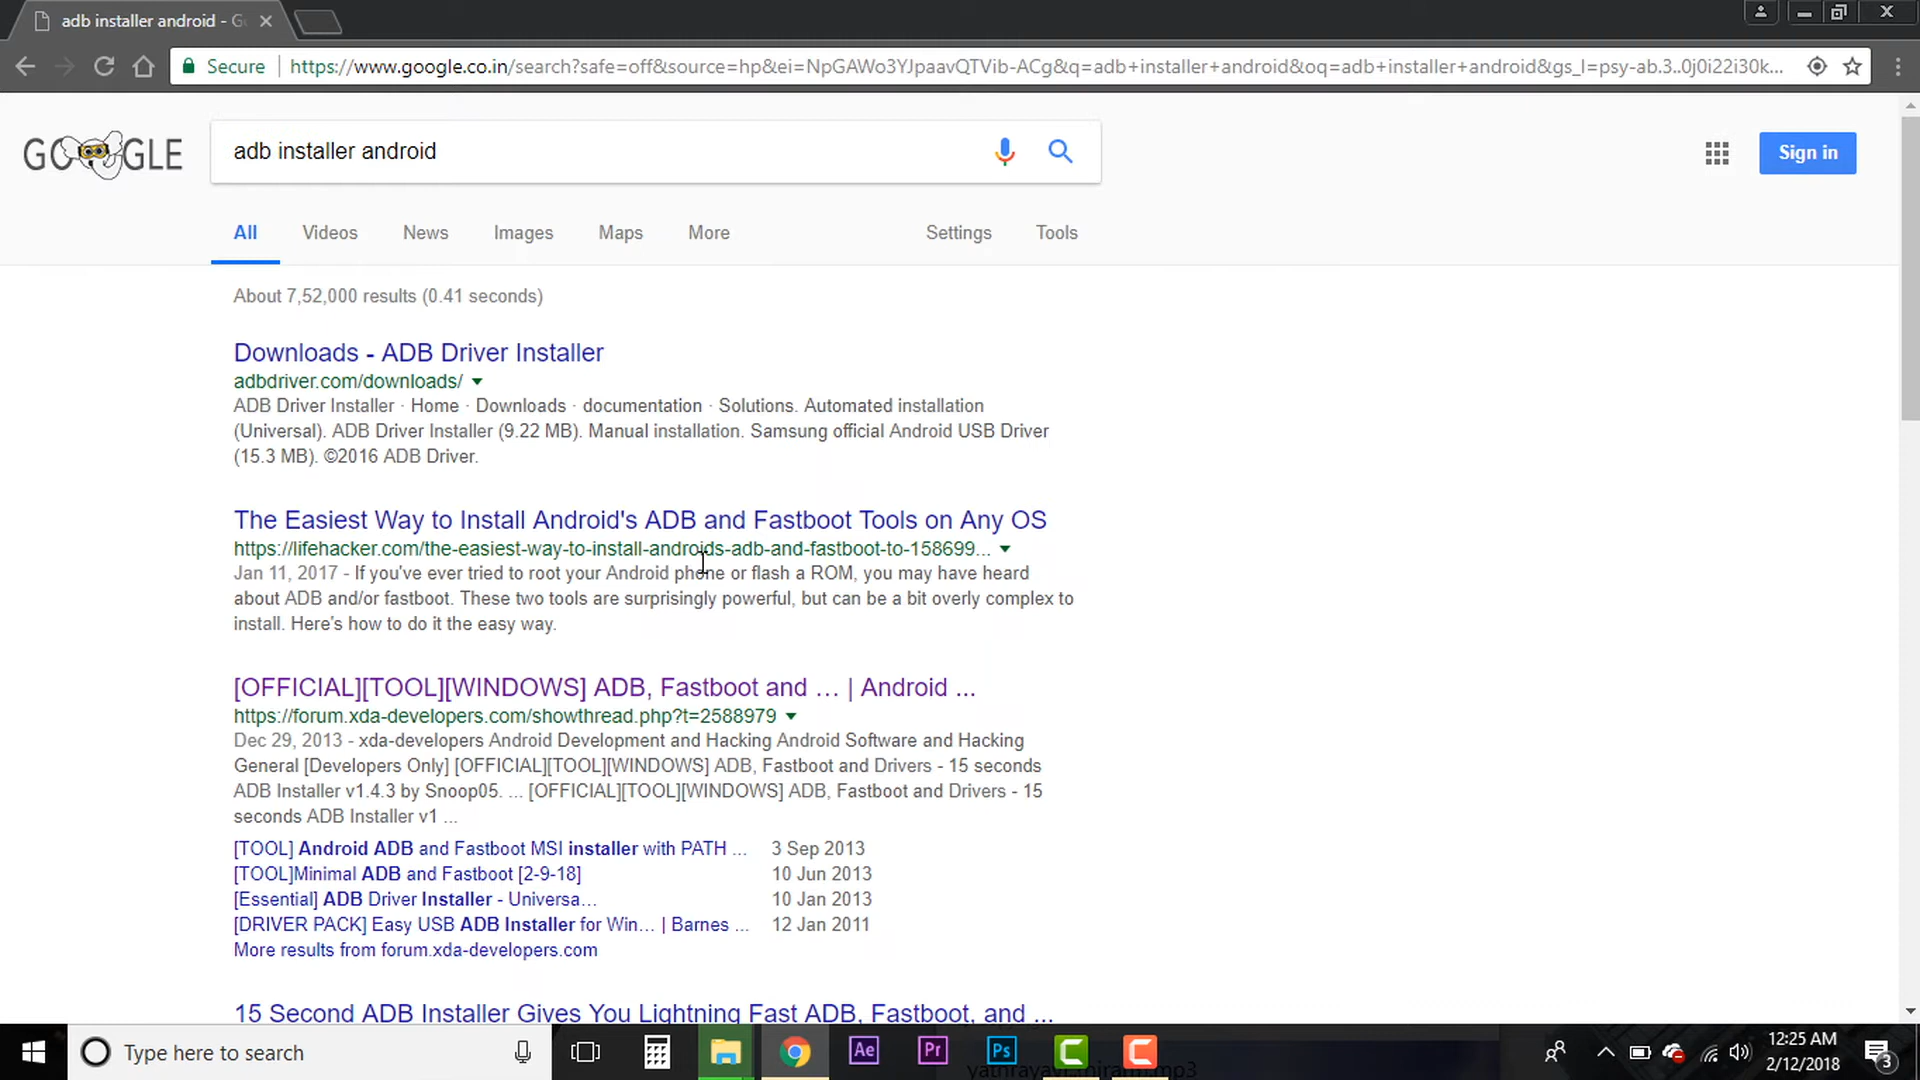 adb installer android - G
Secure
https://www.google.co.in/search?safe=off&source=hp&ei=NpGAWo3YJpaavQTVib-ACg&q=adb+installer+android&oq=adb+installer+android&gs_l=psy-ab.3..0j0i22i30k...
GOOGLE
adb installer android
Sign in
All Videos News Images Maps More Settings Tools
About 7,52,000 results (0.41 seconds)
Downloads - ADB Driver Installer
adbdriver.com/downloads/
ADB Driver Installer · Home · Downloads · documentation · Solutions. Automated installation
(Universal). ADB Driver Installer (9.22 MB). Manual installation. Samsung official Android USB Driver
(15.3 MB). ©2016 ADB Driver.
The Easiest Way to Install Android's ADB and Fastboot Tools on Any OS
https://lifehacker.com/the-easiest-way-to-install-androids-adb-and-fastboot-to-158699...
Jan 11, 2017 - If you've ever tried to root your Android phone or flash a ROM, you may have heard
about ADB and/or fastboot. These two tools are surprisingly powerful, but can be a bit overly complex to
install. Here's how to do it the easy way.
[OFFICIAL][TOOL][WINDOWS] ADB, Fastboot and … | Android ...
https://forum.xda-developers.com/showthread.php?t=2588979
Dec 29, 2013 - xda-developers Android Development and Hacking Android Software and Hacking
General [Developers Only] [OFFICIAL][TOOL][WINDOWS] ADB, Fastboot and Drivers - 15 seconds
ADB Installer v1.4.3 by Snoop05. ... [OFFICIAL][TOOL][WINDOWS] ADB, Fastboot and Drivers - 15
seconds ADB Installer v1 ...
[TOOL] Android ADB and Fastboot MSI installer with PATH ... 3 Sep 2013
[TOOL]Minimal ADB and Fastboot [2-9-18] 10 Jun 2013
[Essential] ADB Driver Installer - Universa… 10 Jan 2013
[DRIVER PACK] Easy USB ADB Installer for Win… | Barnes ... 12 Jan 2011
More results from forum.xda-developers.com
15 Second ADB Installer Gives You Lightning Fast ADB, Fastboot, and ...
Type here to search
Ae
Pr
Ps
12:25 AM
2/12/2018
3